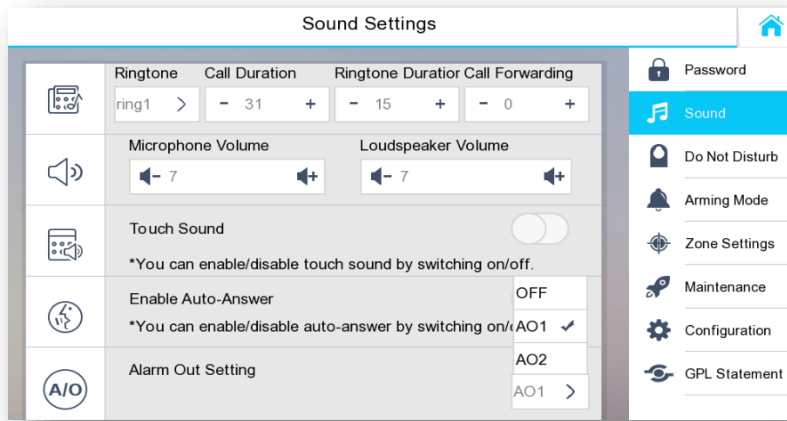 Sound Settings
Ringtone Call Duration Ringtone Duration Call Forwarding
ring1 > - 31 + - 15 + - 0 +
Microphone Volume Loudspeaker Volume
- 7 + - 7 +
Touch Sound
*You can enable/disable touch sound by switching on/off.
Enable Auto-Answer
*You can enable/disable auto-answer by switching on/
OFF
AO1
AO2
Alarm Out Setting
AO1 >
A/O
Password
Sound
Do Not Disturb
Arming Mode
Zone Settings
Maintenance
Configuration
GPL Statement